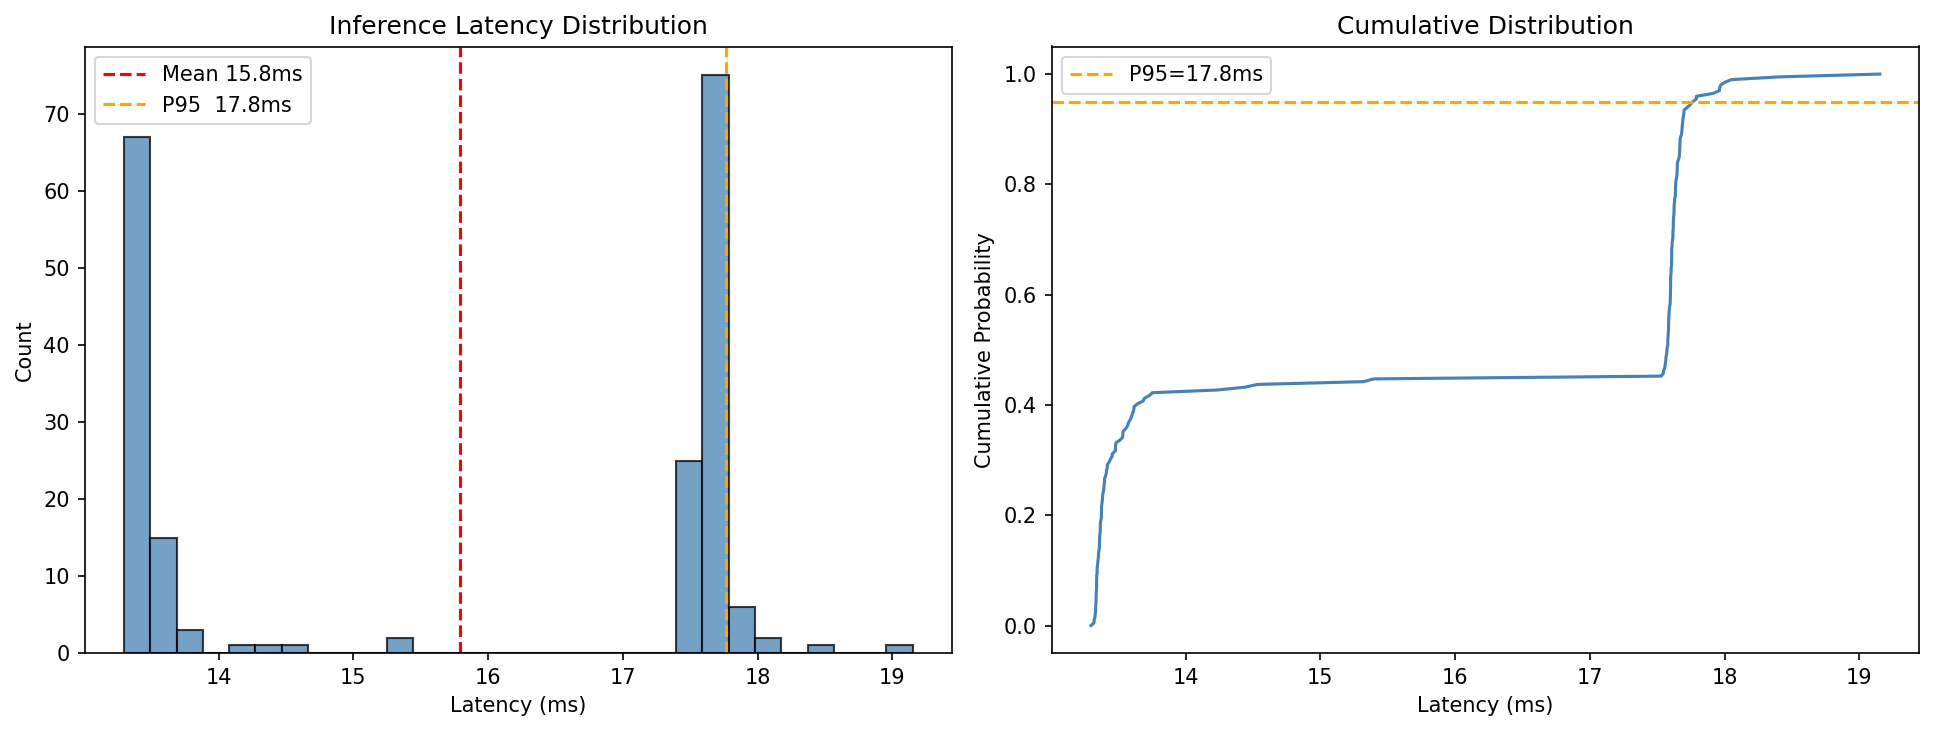 Inference Latency Distribution
Mean 15.8ms
P95  17.8ms
70
60
50
40
30
20
10
0
Count
14
15
16
17
18
19
Latency (ms)
Cumulative Distribution
P95=17.8ms
1.0
0.8
0.6
0.4
0.2
0.0
Cumulative Probability
14
15
16
17
18
19
Latency (ms)